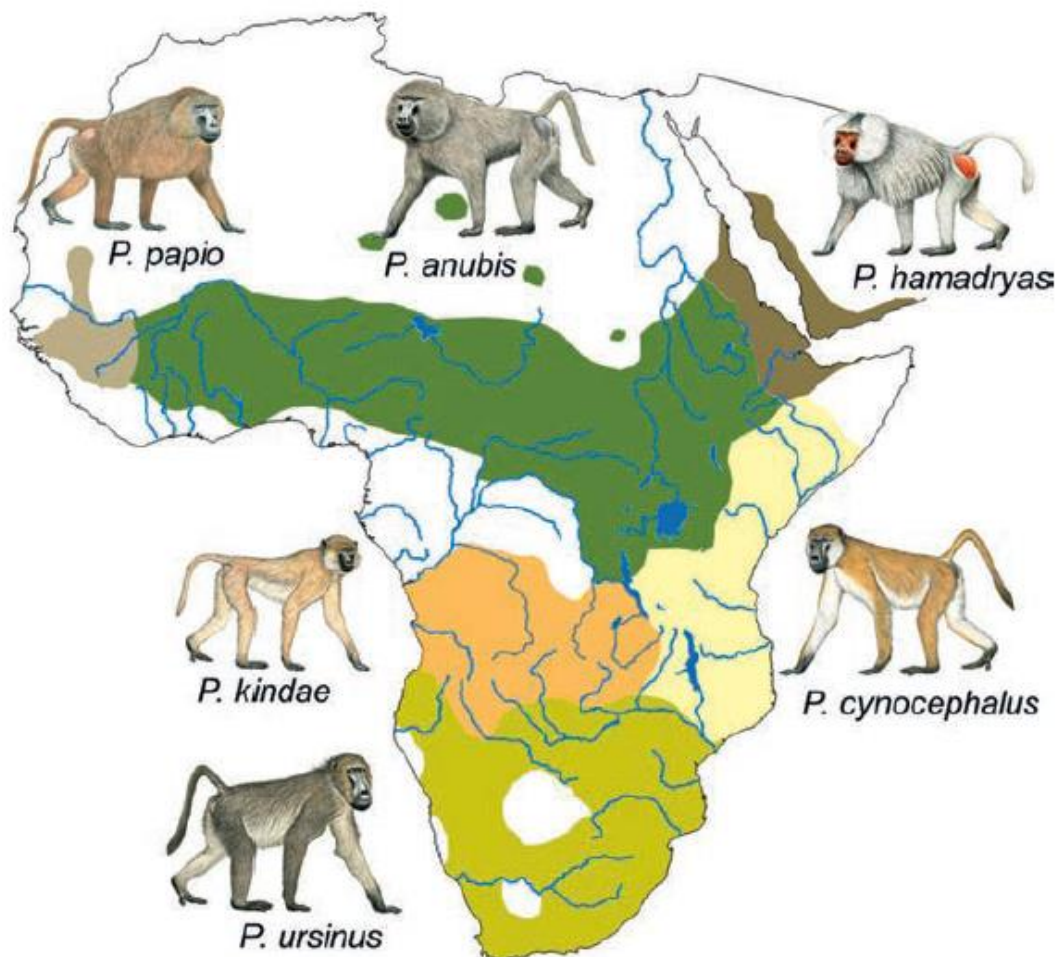 P. papio
P. anubis
P. hamadryas
P. kindae
P. cynocephalus
P. ursinus